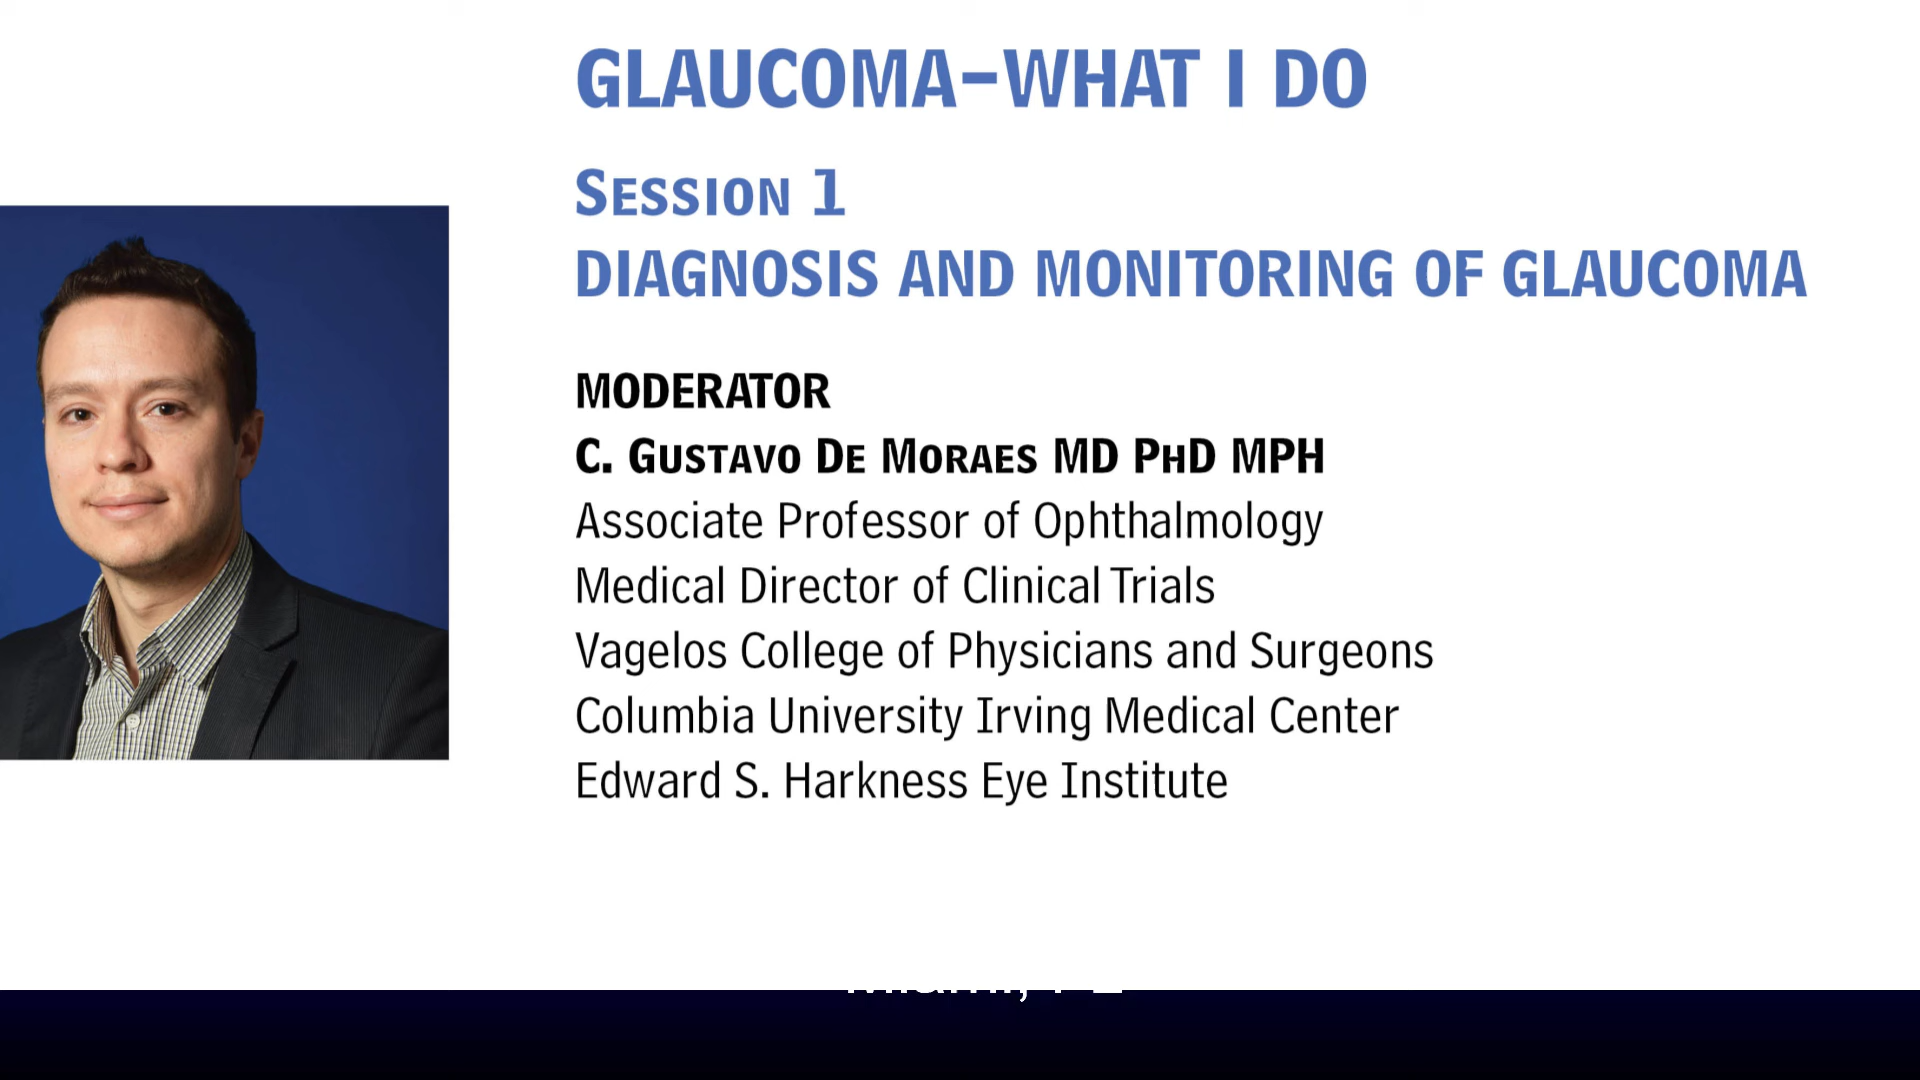 GLAUCOMA–WHAT I DO
SESSION 1
DIAGNOSIS AND MONITORING OF GLAUCOMA
MODERATOR
C. GUSTAVO DE MORAES MD PHD MPH
Associate Professor of Ophthalmology
Medical Director of Clinical Trials
Vagelos College of Physicians and Surgeons
Columbia University Irving Medical Center
Edward S. Harkness Eye Institute